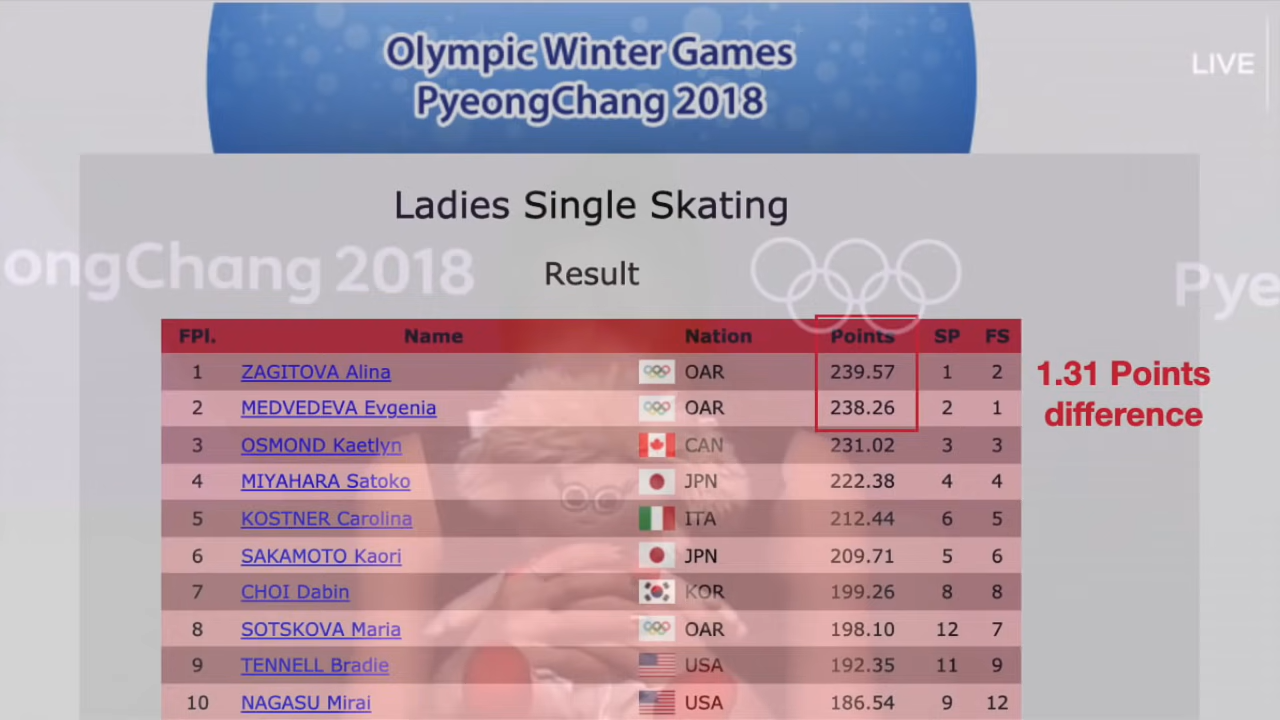 Olympic Winter Games
PyeongChang 2018
LIVE
Ladies Single Skating
ongChang 2018
Pye
Result
FPl. Name Nation Points SP FS
1 ZAGITOVA Alina OAR 239.57 1 2
2 MEDVEDEVA Evgenia OAR 238.26 2 1
1.31 Points
difference
3 OSMOND Kaetlyn CAN 231.02 3 3
4 MIYAHARA Satoko JPN 222.38 4 4
5 KOSTNER Carolina ITA 212.44 6 5
6 SAKAMOTO Kaori JPN 209.71 5 6
7 CHOI Dabin KOR 199.26 8 8
8 SOTSKOVA Maria OAR 198.10 12 7
9 TENNELL Bradie USA 192.35 11 9
10 NAGASU Mirai USA 186.54 9 12